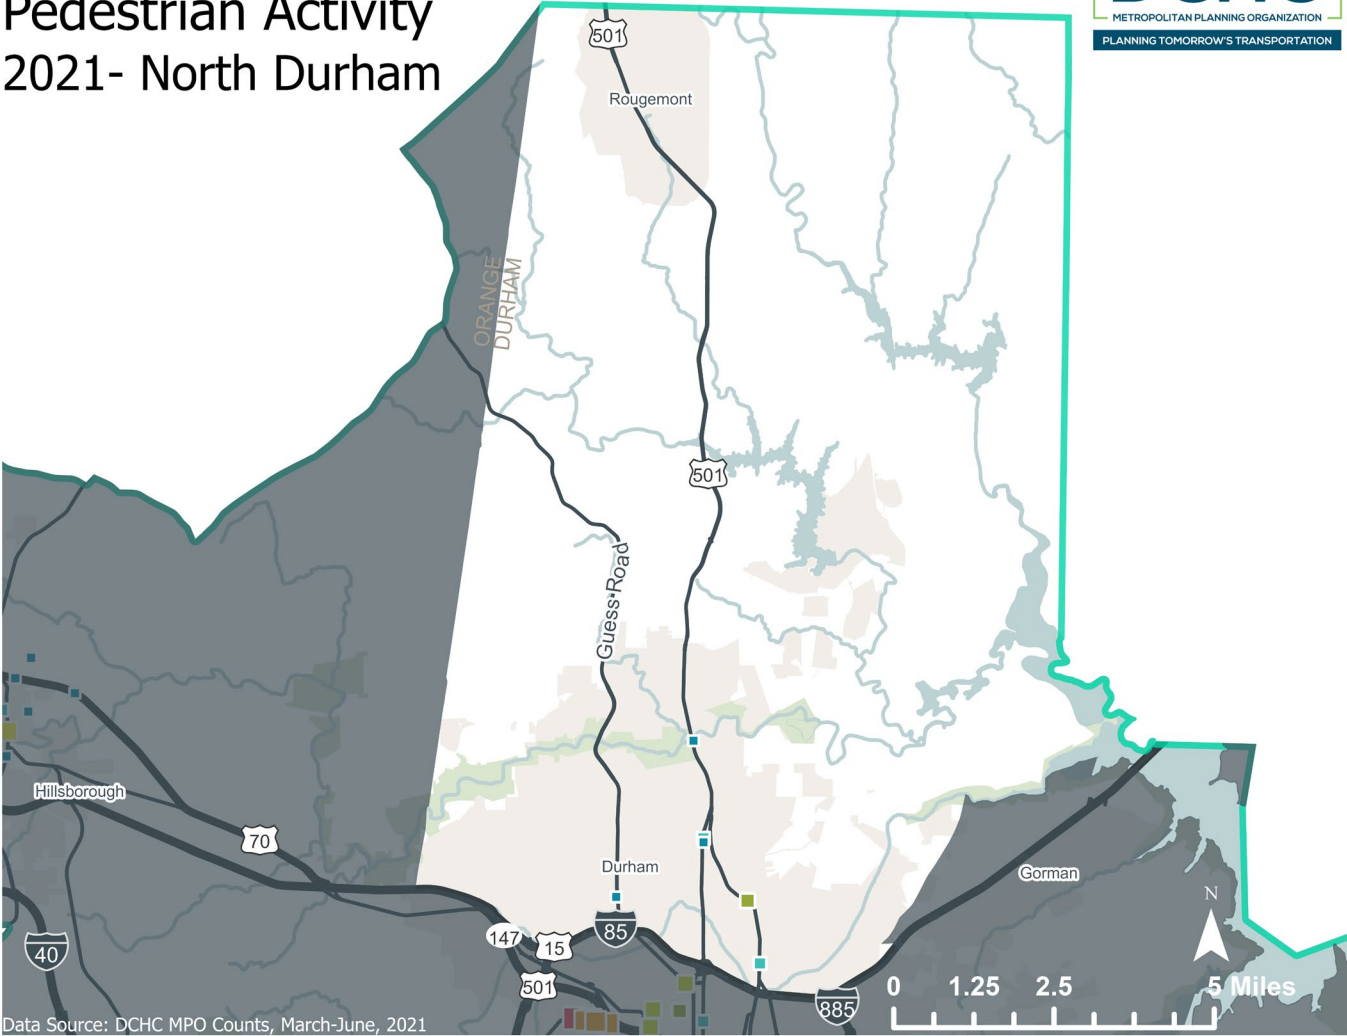 Pedestrian Activity
2021- North Durham
METROPOLITAN PLANNING ORGANIZATION
PLANNING TOMORROW'S TRANSPORTATION
501
Rougemont
ORANGE
DURHAM
501
Guess Road
Hillsborough
70
Durham
Gorman
N
147
15
85
40
501
885
0 1.25 2.5 5 Miles
Data Source: DCHC MPO Counts, March-June, 2021